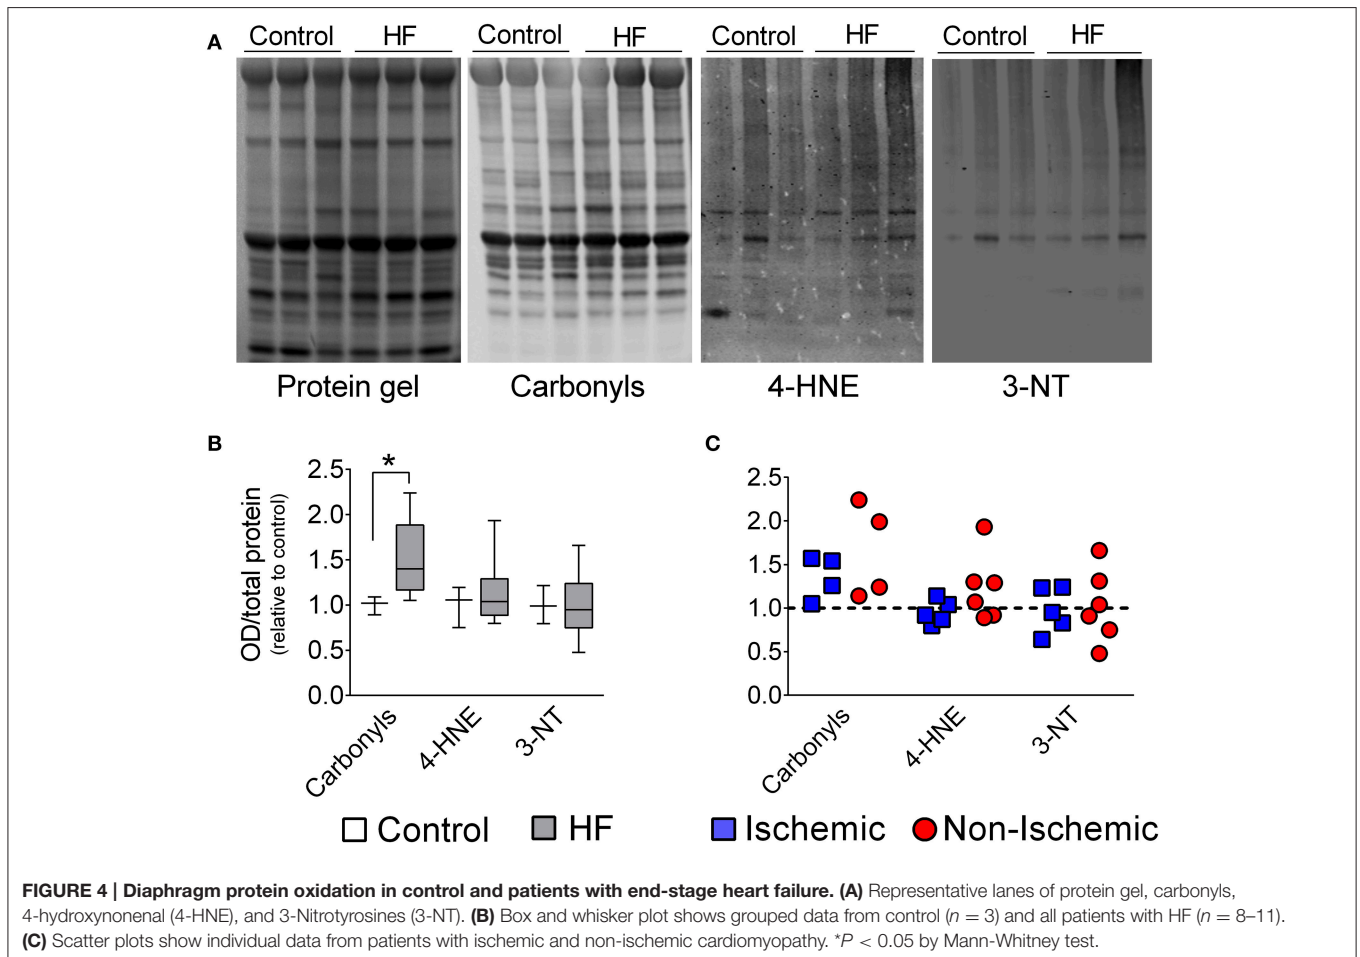 A
Control HF Control HF Control HF Control HF
Protein gel Carbonyls 4-HNE 3-NT
B
OD/total protein
(relative to control)
2.5
2.0
1.5
1.0
0.5
0.0
*
Carbonyls 4-HNE 3-NT
Control HF
C
2.5
2.0
1.5
1.0
0.5
0.0
Carbonyls 4-HNE 3-NT
Ischemic Non-Ischemic
FIGURE 4 | Diaphragm protein oxidation in control and patients with end-stage heart failure. (A) Representative lanes of protein gel, carbonyls,
4-hydroxynonenal (4-HNE), and 3-Nitrotyrosines (3-NT). (B) Box and whisker plot shows grouped data from control (n = 3) and all patients with HF (n = 8–11).
(C) Scatter plots show individual data from patients with ischemic and non-ischemic cardiomyopathy. *P < 0.05 by Mann-Whitney test.